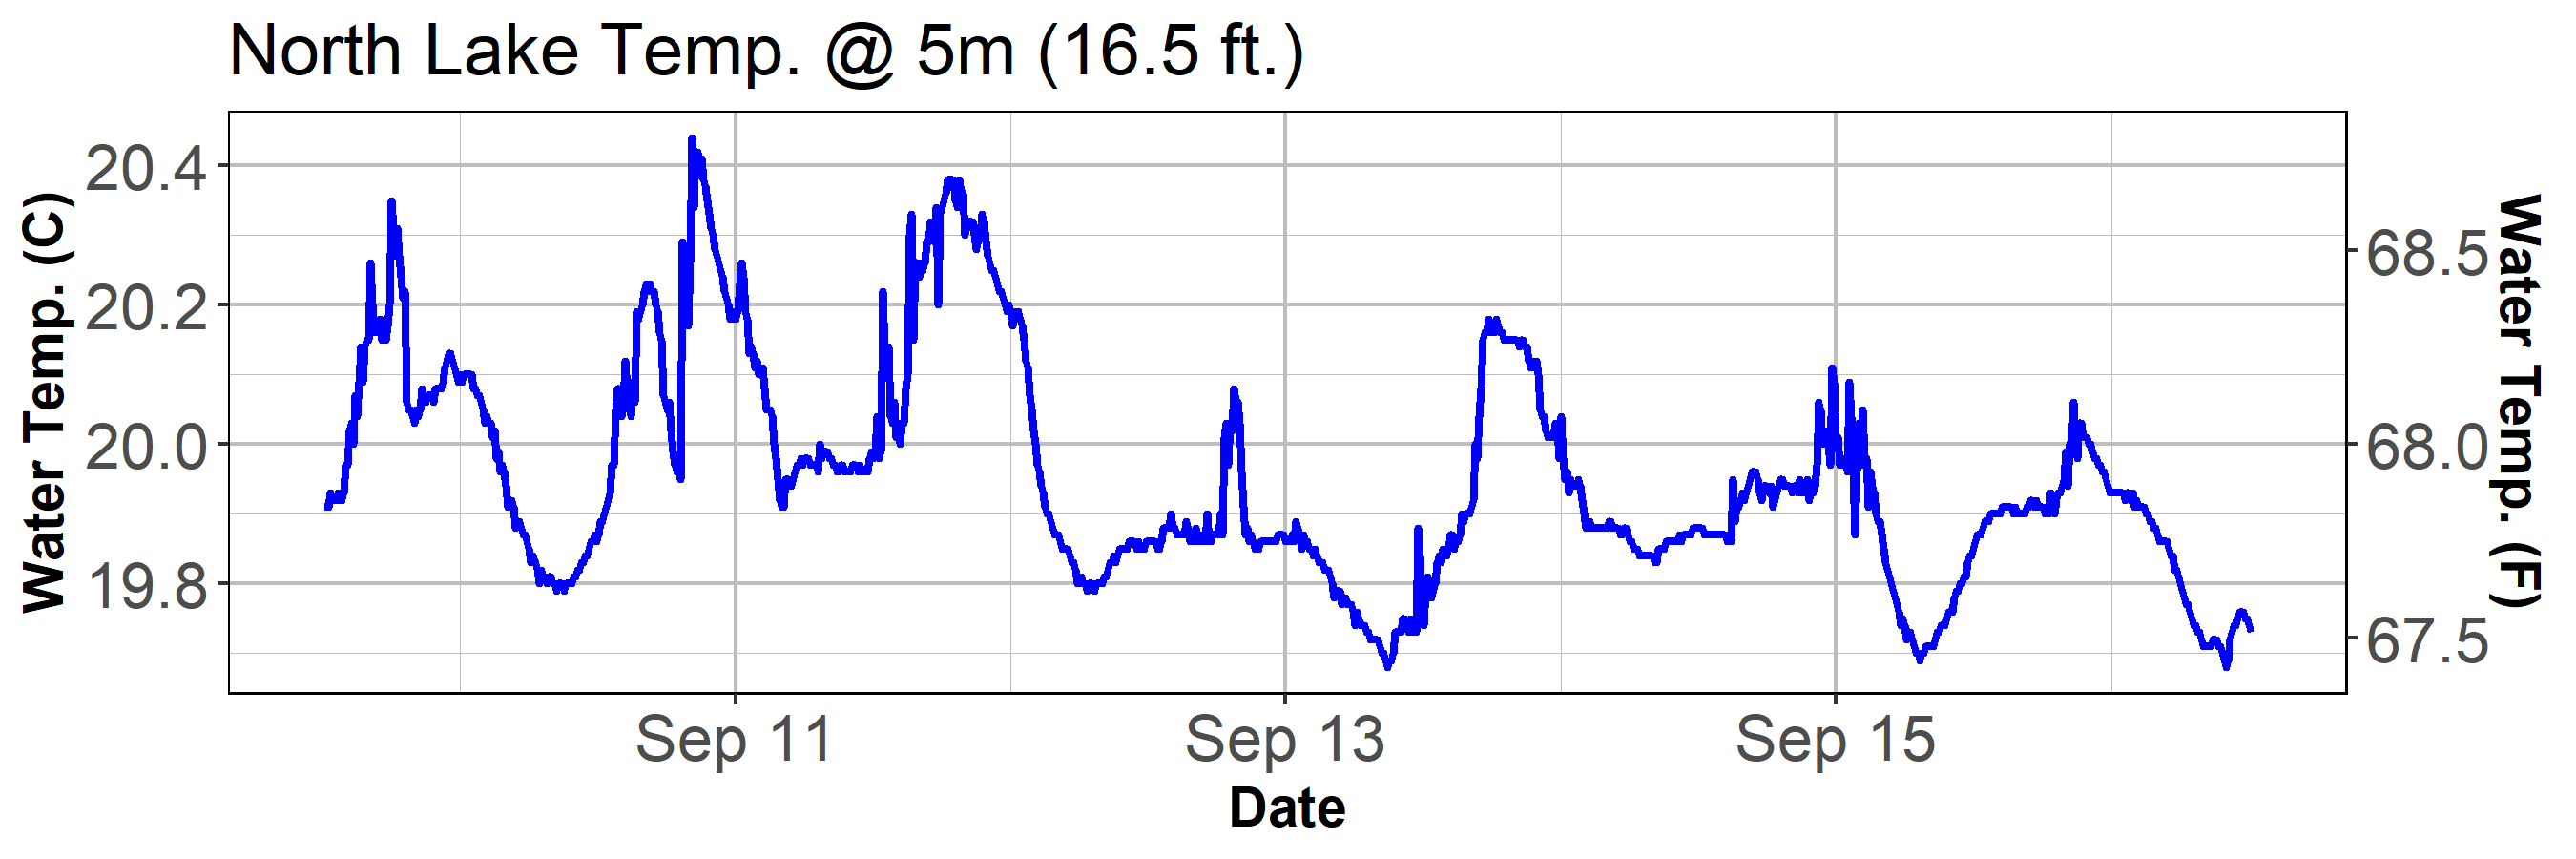 North Lake Temp. @ 5m (16.5 ft.)
Water Temp. (C)
20.4
20.2
20.0
19.8
68.5
68.0
67.5
Water Temp. (F)
Sep 11
Sep 13
Sep 15
Date